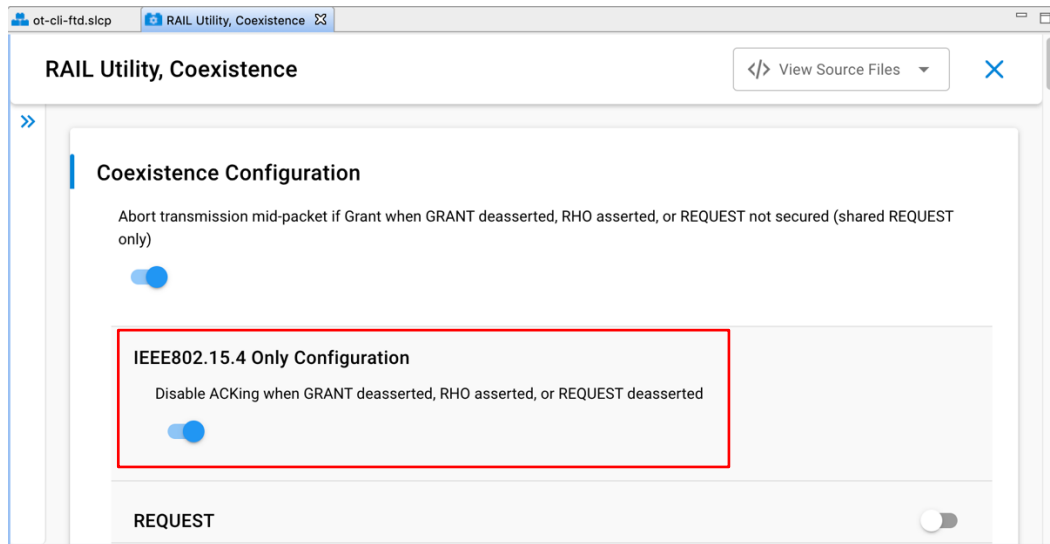 ot-cli-ftd.slcp
RAIL Utility, Coexistence
RAIL Utility, Coexistence
View Source Files
Coexistence Configuration
Abort transmission mid-packet if Grant when GRANT deasserted, RHO asserted, or REQUEST not secured (shared REQUEST
only)
IEEE802.15.4 Only Configuration
Disable ACKing when GRANT deasserted, RHO asserted, or REQUEST deasserted
REQUEST